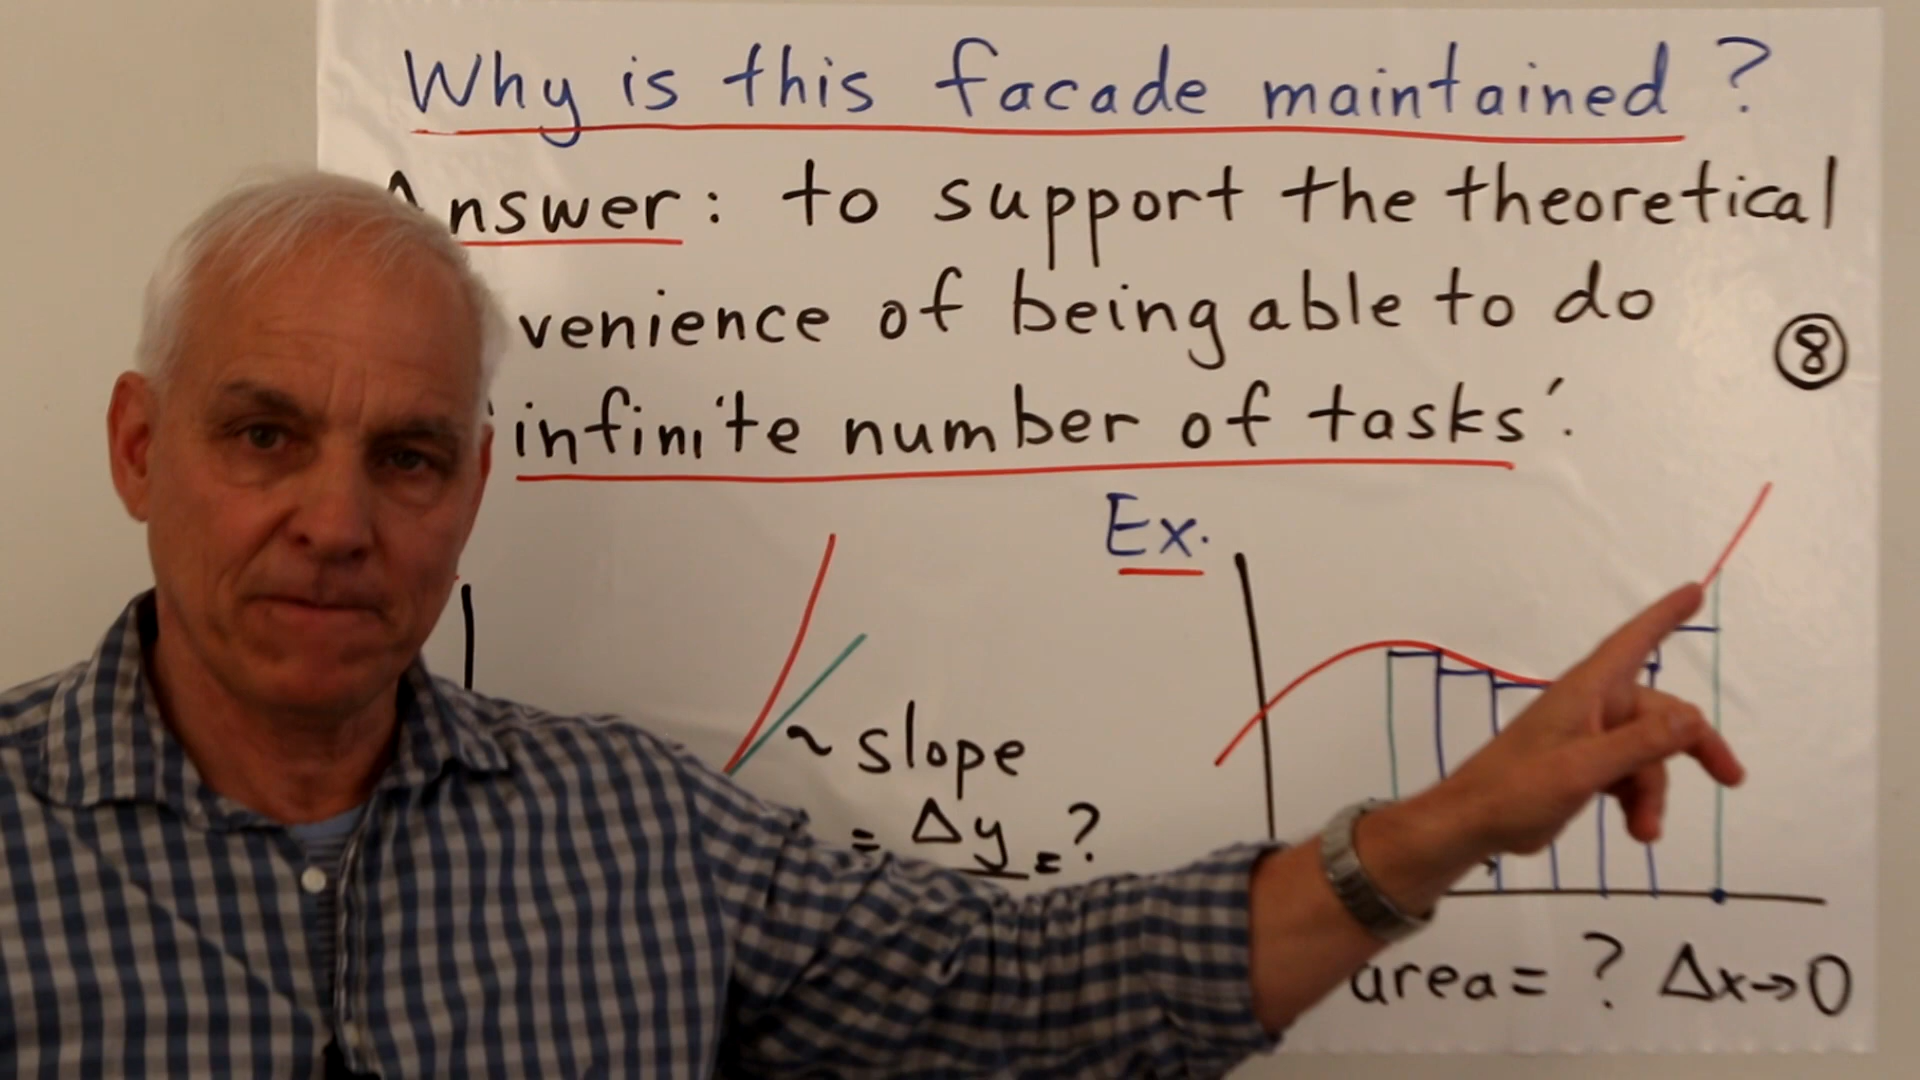 Why is this facade maintained?
Answer: to support the theoretical
venience of being able to do
'infinite number of tasks'.
⑧
Ex.
~ slope
= Δy = ?
area = ? Δx→0